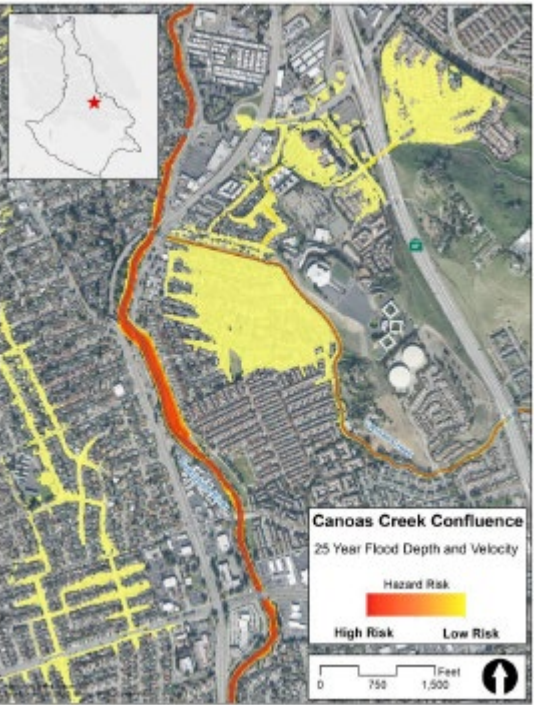 Canoas Creek Confluence
25 Year Flood Depth and Velocity
Hazard Risk
High Risk Low Risk
Feet
0 750 1,500